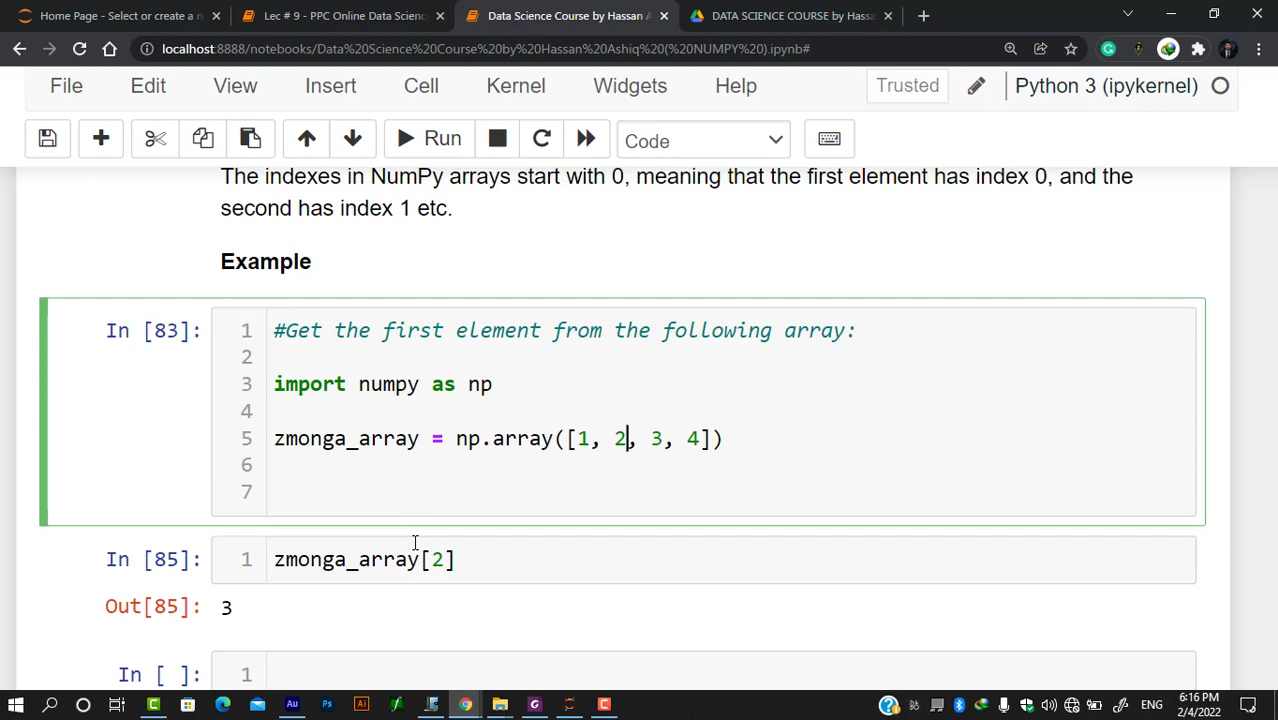 Home Page - Select or create a n
Lec # 9 - PPC Online Data Scienc
Data Science Course by Hassan A
DATA SCIENCE COURSE by Hass
localhost:8888/notebooks/Data%20Science%20Course%20by%20Hassan%20Ashiq%20(%20NUMPY%20).ipynb#
File Edit View Insert Cell Kernel Widgets Help Trusted Python 3 (ipykernel)
Run Code
The indexes in NumPy arrays start with 0, meaning that the first element has index 0, and the
second has index 1 etc.
Example
In [83]: 1 #Get the first element from the following array:
2
3 import numpy as np
4
5 zmonga_array = np.array([1, 2, 3, 4])
6
7
In [85]: 1 zmonga_array[2]
Out[85]: 3
In [ ]: 1
ENG
6:16 PM
2/4/2022